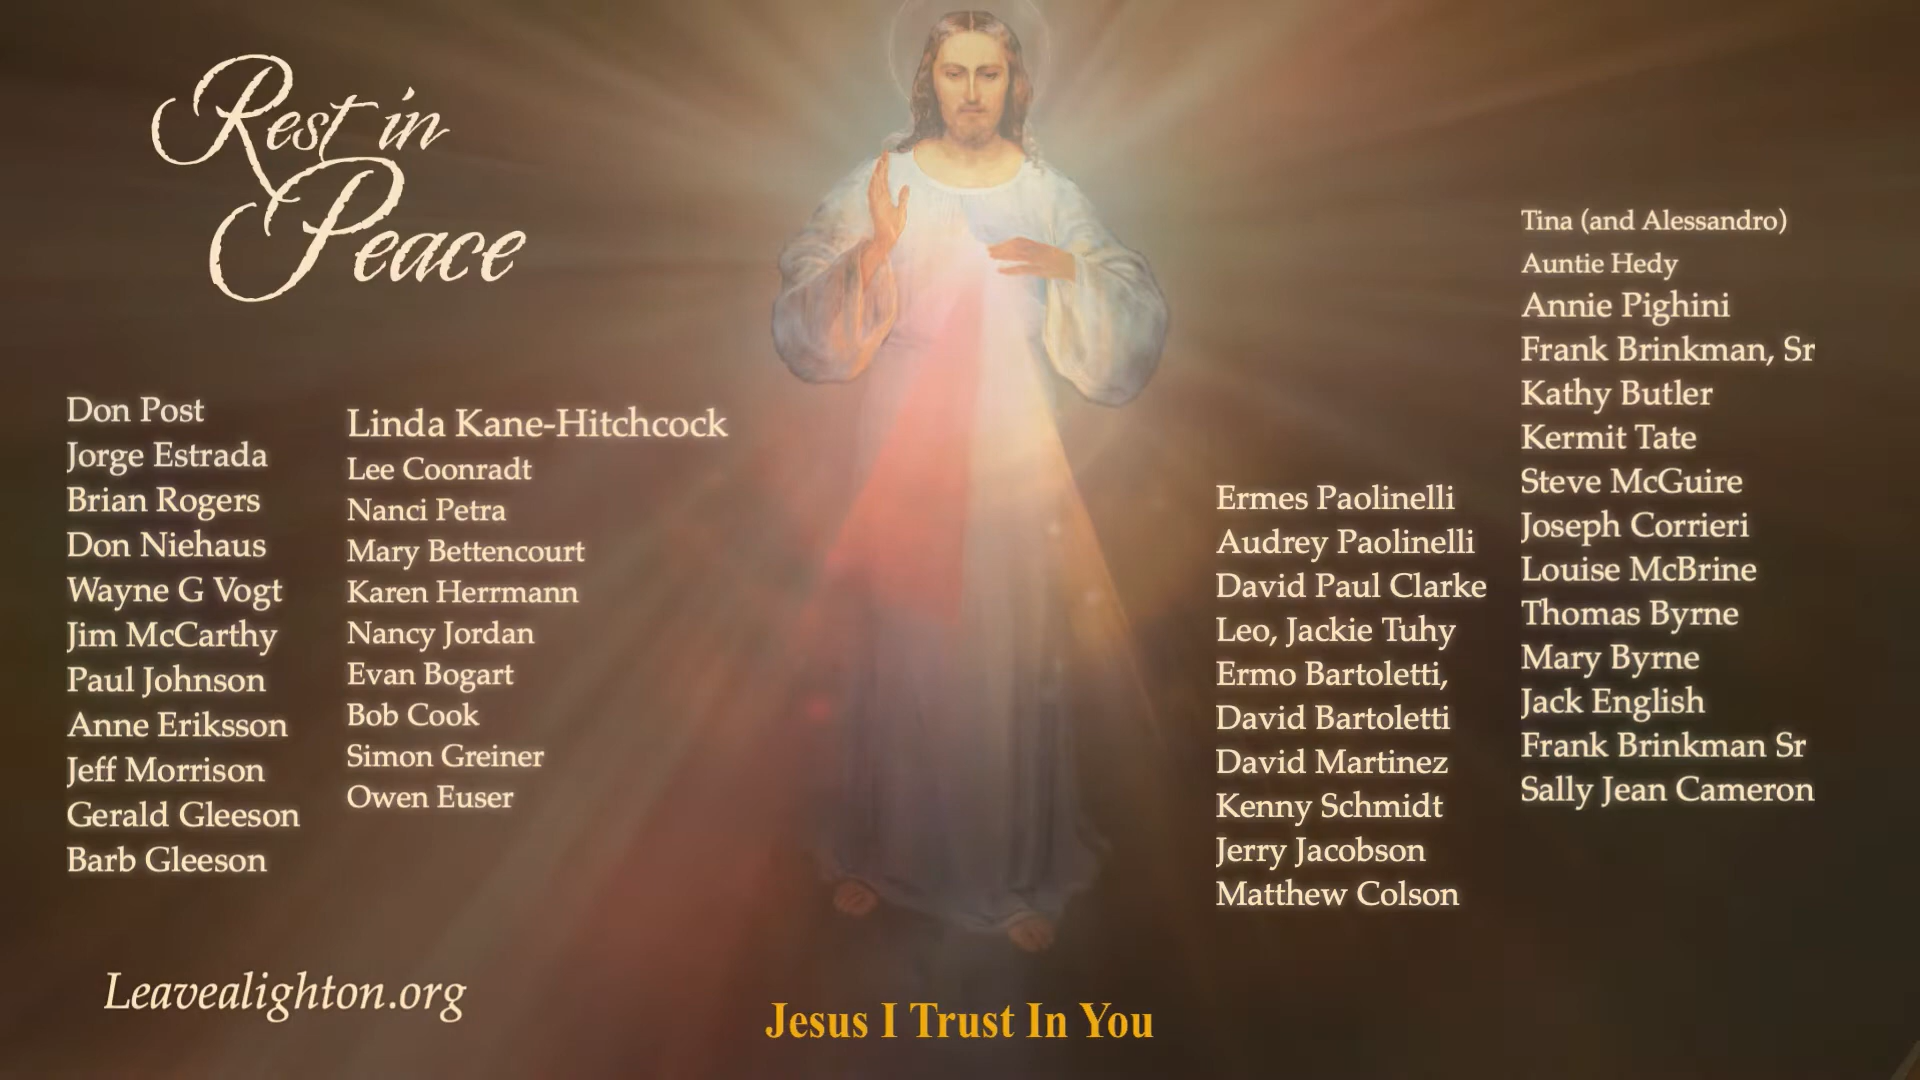 Rest in
Peace
Don Post
Jorge Estrada
Brian Rogers
Don Niehaus
Wayne G Vogt
Jim McCarthy
Paul Johnson
Anne Eriksson
Jeff Morrison
Gerald Gleeson
Barb Gleeson
Linda Kane-Hitchcock
Lee Coonradt
Nanci Petra
Mary Bettencourt
Karen Herrmann
Nancy Jordan
Evan Bogart
Bob Cook
Simon Greiner
Owen Euser
Ermes Paolinelli
Audrey Paolinelli
David Paul Clarke
Leo, Jackie Tuhy
Ermo Bartoletti,
David Bartoletti
David Martinez
Kenny Schmidt
Jerry Jacobson
Matthew Colson
Tina (and Alessandro)
Auntie Hedy
Annie Pighini
Frank Brinkman, Sr
Kathy Butler
Kermit Tate
Steve McGuire
Joseph Corrieri
Louise McBrine
Thomas Byrne
Mary Byrne
Jack English
Frank Brinkman Sr
Sally Jean Cameron
Leavealighton.org
Jesus I Trust In You